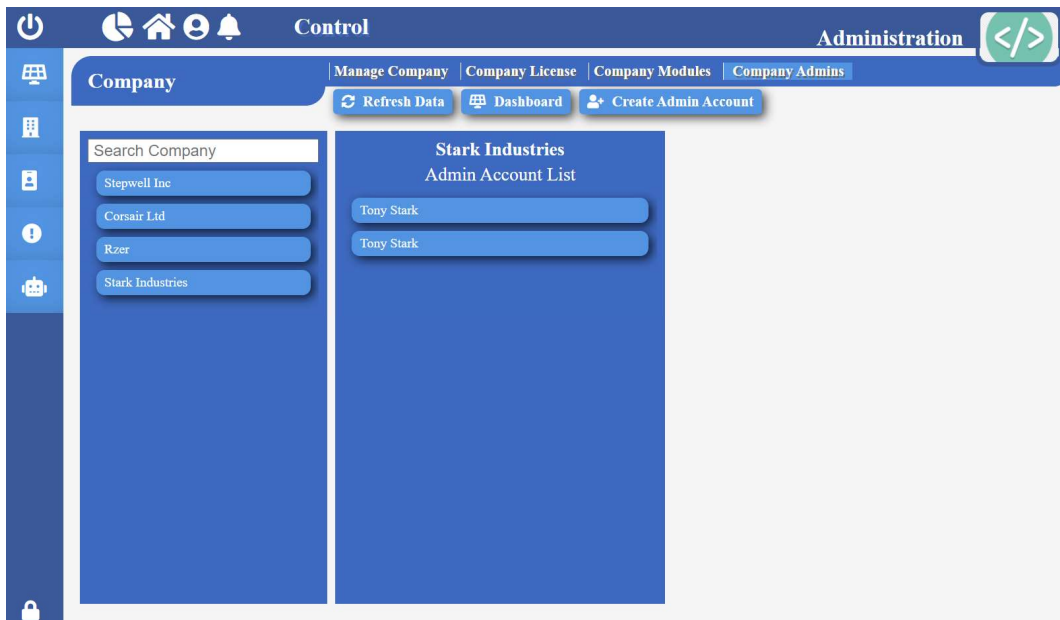 Control
Administration
</>
Company
Manage Company
Company License
Company Modules
Company Admins
Refresh Data
Dashboard
Create Admin Account
Search Company
Stepwell Inc
Corsair Ltd
Rzer
Stark Industries
Stark Industries
Admin Account List
Tony Stark
Tony Stark